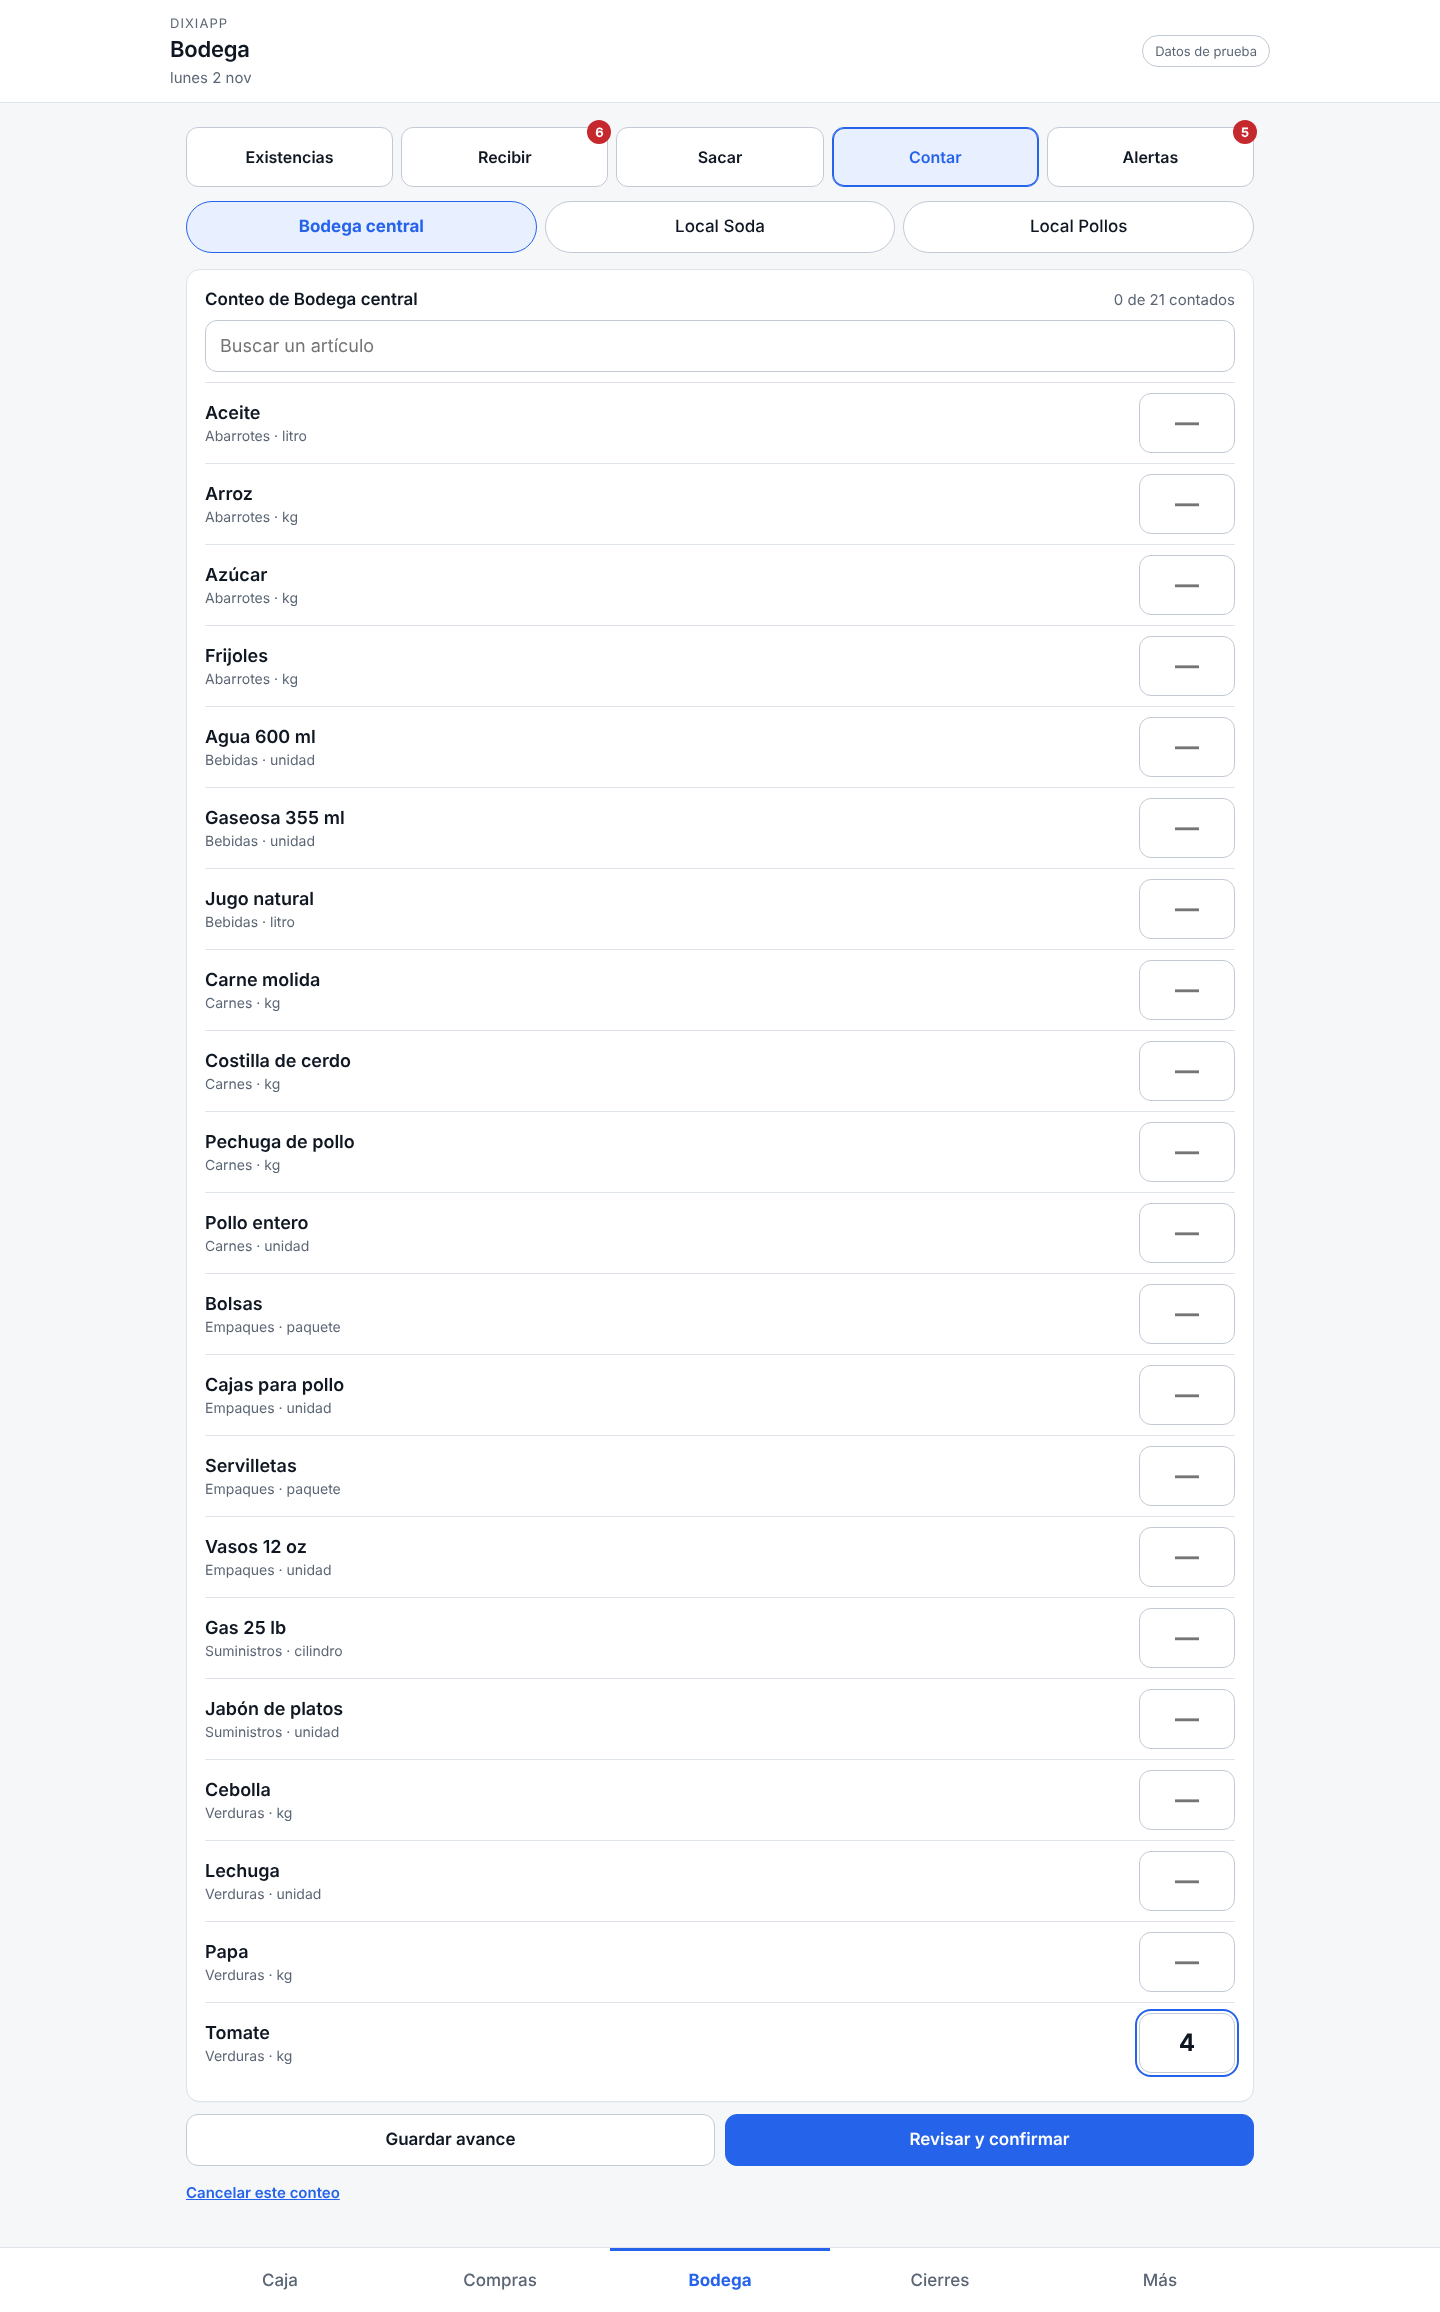 DIXIAPP
Bodega
lunes 2 nov
Datos de prueba
Existencias
Recibir
6
Sacar
Contar
Alertas
5
Bodega central
Local Soda
Local Pollos
Conteo de Bodega central
0 de 21 contados
Buscar un artículo
Aceite
Abarrotes · litro
—
Arroz
Abarrotes · kg
—
Azúcar
Abarrotes · kg
—
Frijoles
Abarrotes · kg
—
Agua 600 ml
Bebidas · unidad
—
Gaseosa 355 ml
Bebidas · unidad
—
Jugo natural
Bebidas · litro
—
Carne molida
Carnes · kg
—
Costilla de cerdo
Carnes · kg
—
Pechuga de pollo
Carnes · kg
—
Pollo entero
Carnes · unidad
—
Bolsas
Empaques · paquete
—
Cajas para pollo
Empaques · unidad
—
Servilletas
Empaques · paquete
—
Vasos 12 oz
Empaques · unidad
—
Gas 25 lb
Suministros · cilindro
—
Jabón de platos
Suministros · unidad
—
Cebolla
Verduras · kg
—
Lechuga
Verduras · unidad
—
Papa
Verduras · kg
—
Tomate
Verduras · kg
4
Guardar avance
Revisar y confirmar
Cancelar este conteo
Caja
Compras
Bodega
Cierres
Más